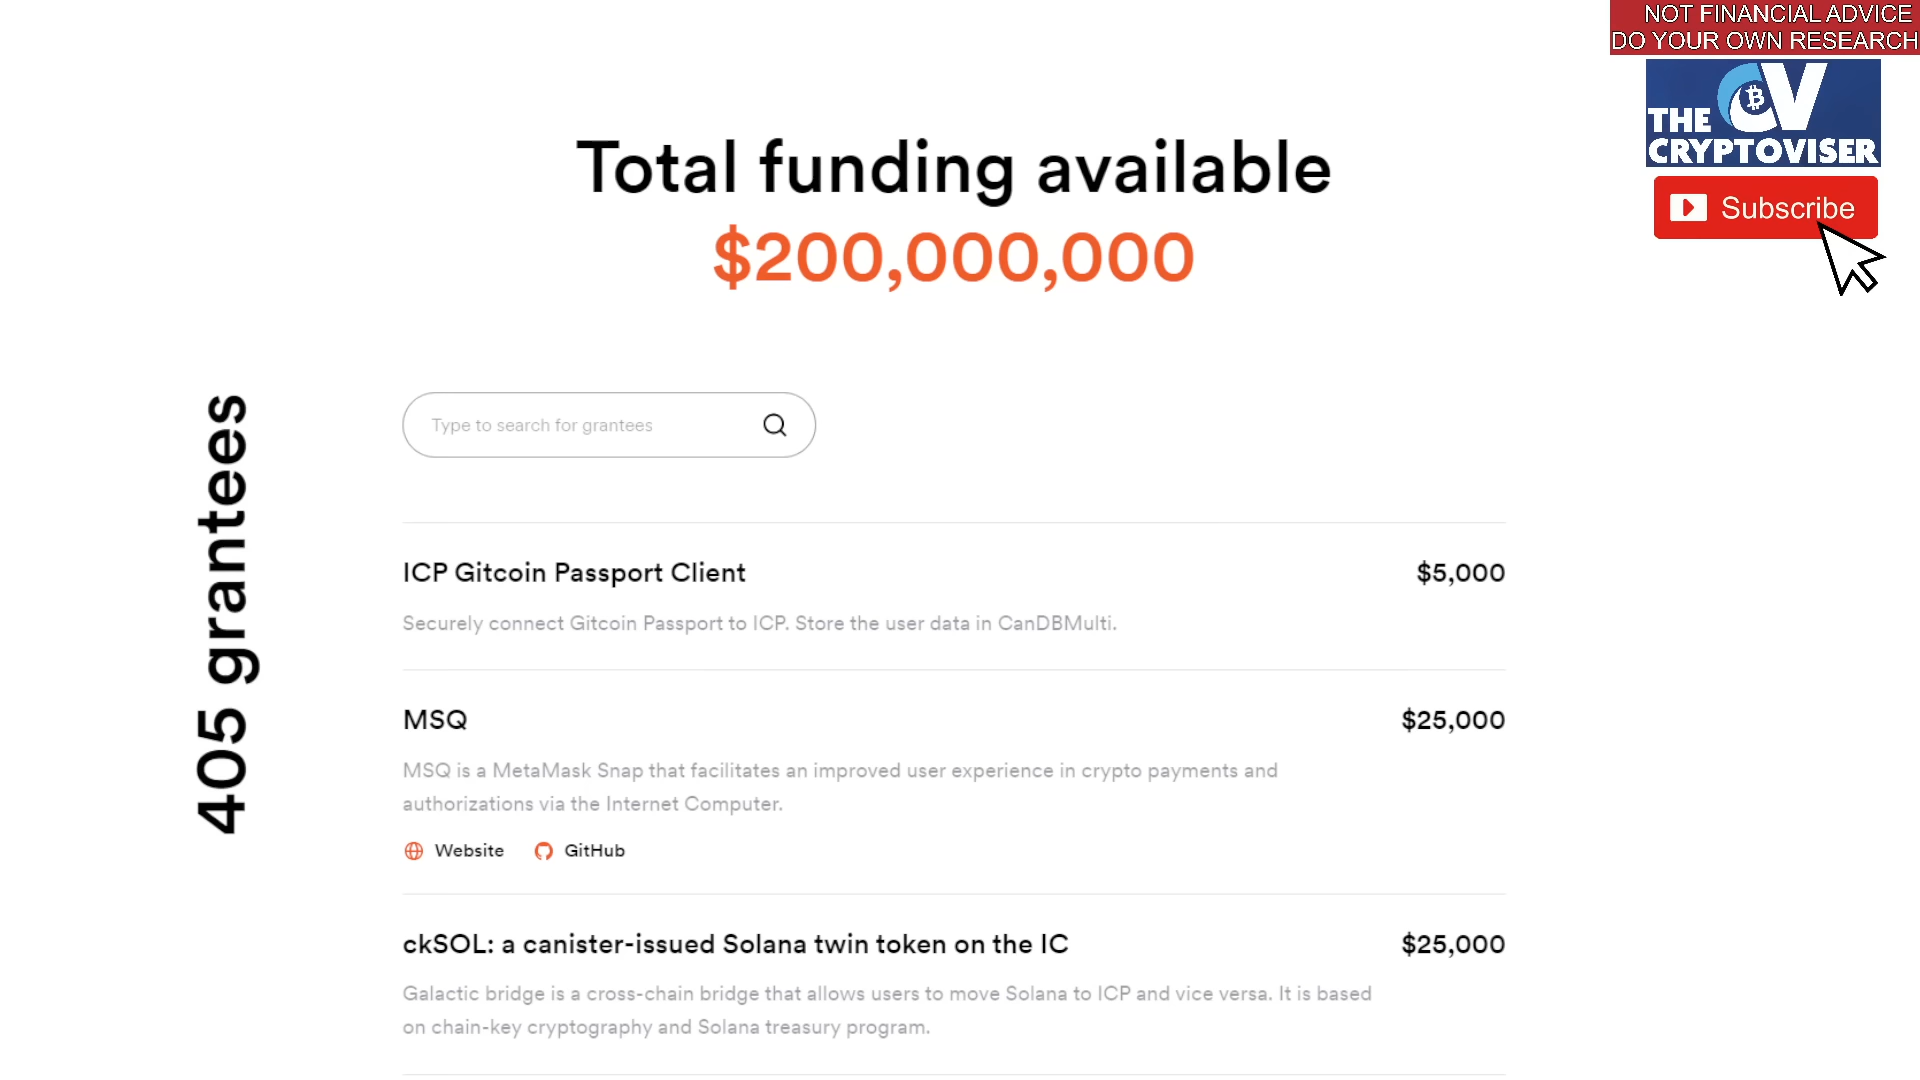 NOT FINANCIAL ADVICE
DO YOUR OWN RESEARCH
THE CV
CRYPTOVISER
Subscribe
Total funding available
$200,000,000
405 grantees
Type to search for grantees
ICP Gitcoin Passport Client
$5,000
Securely connect Gitcoin Passport to ICP. Store the user data in CanDBMulti.
MSQ
$25,000
MSQ is a MetaMask Snap that facilitates an improved user experience in crypto payments and
authorizations via the Internet Computer.
Website GitHub
ckSOL: a canister-issued Solana twin token on the IC
$25,000
Galactic bridge is a cross-chain bridge that allows users to move Solana to ICP and vice versa. It is based
on chain-key cryptography and Solana treasury program.